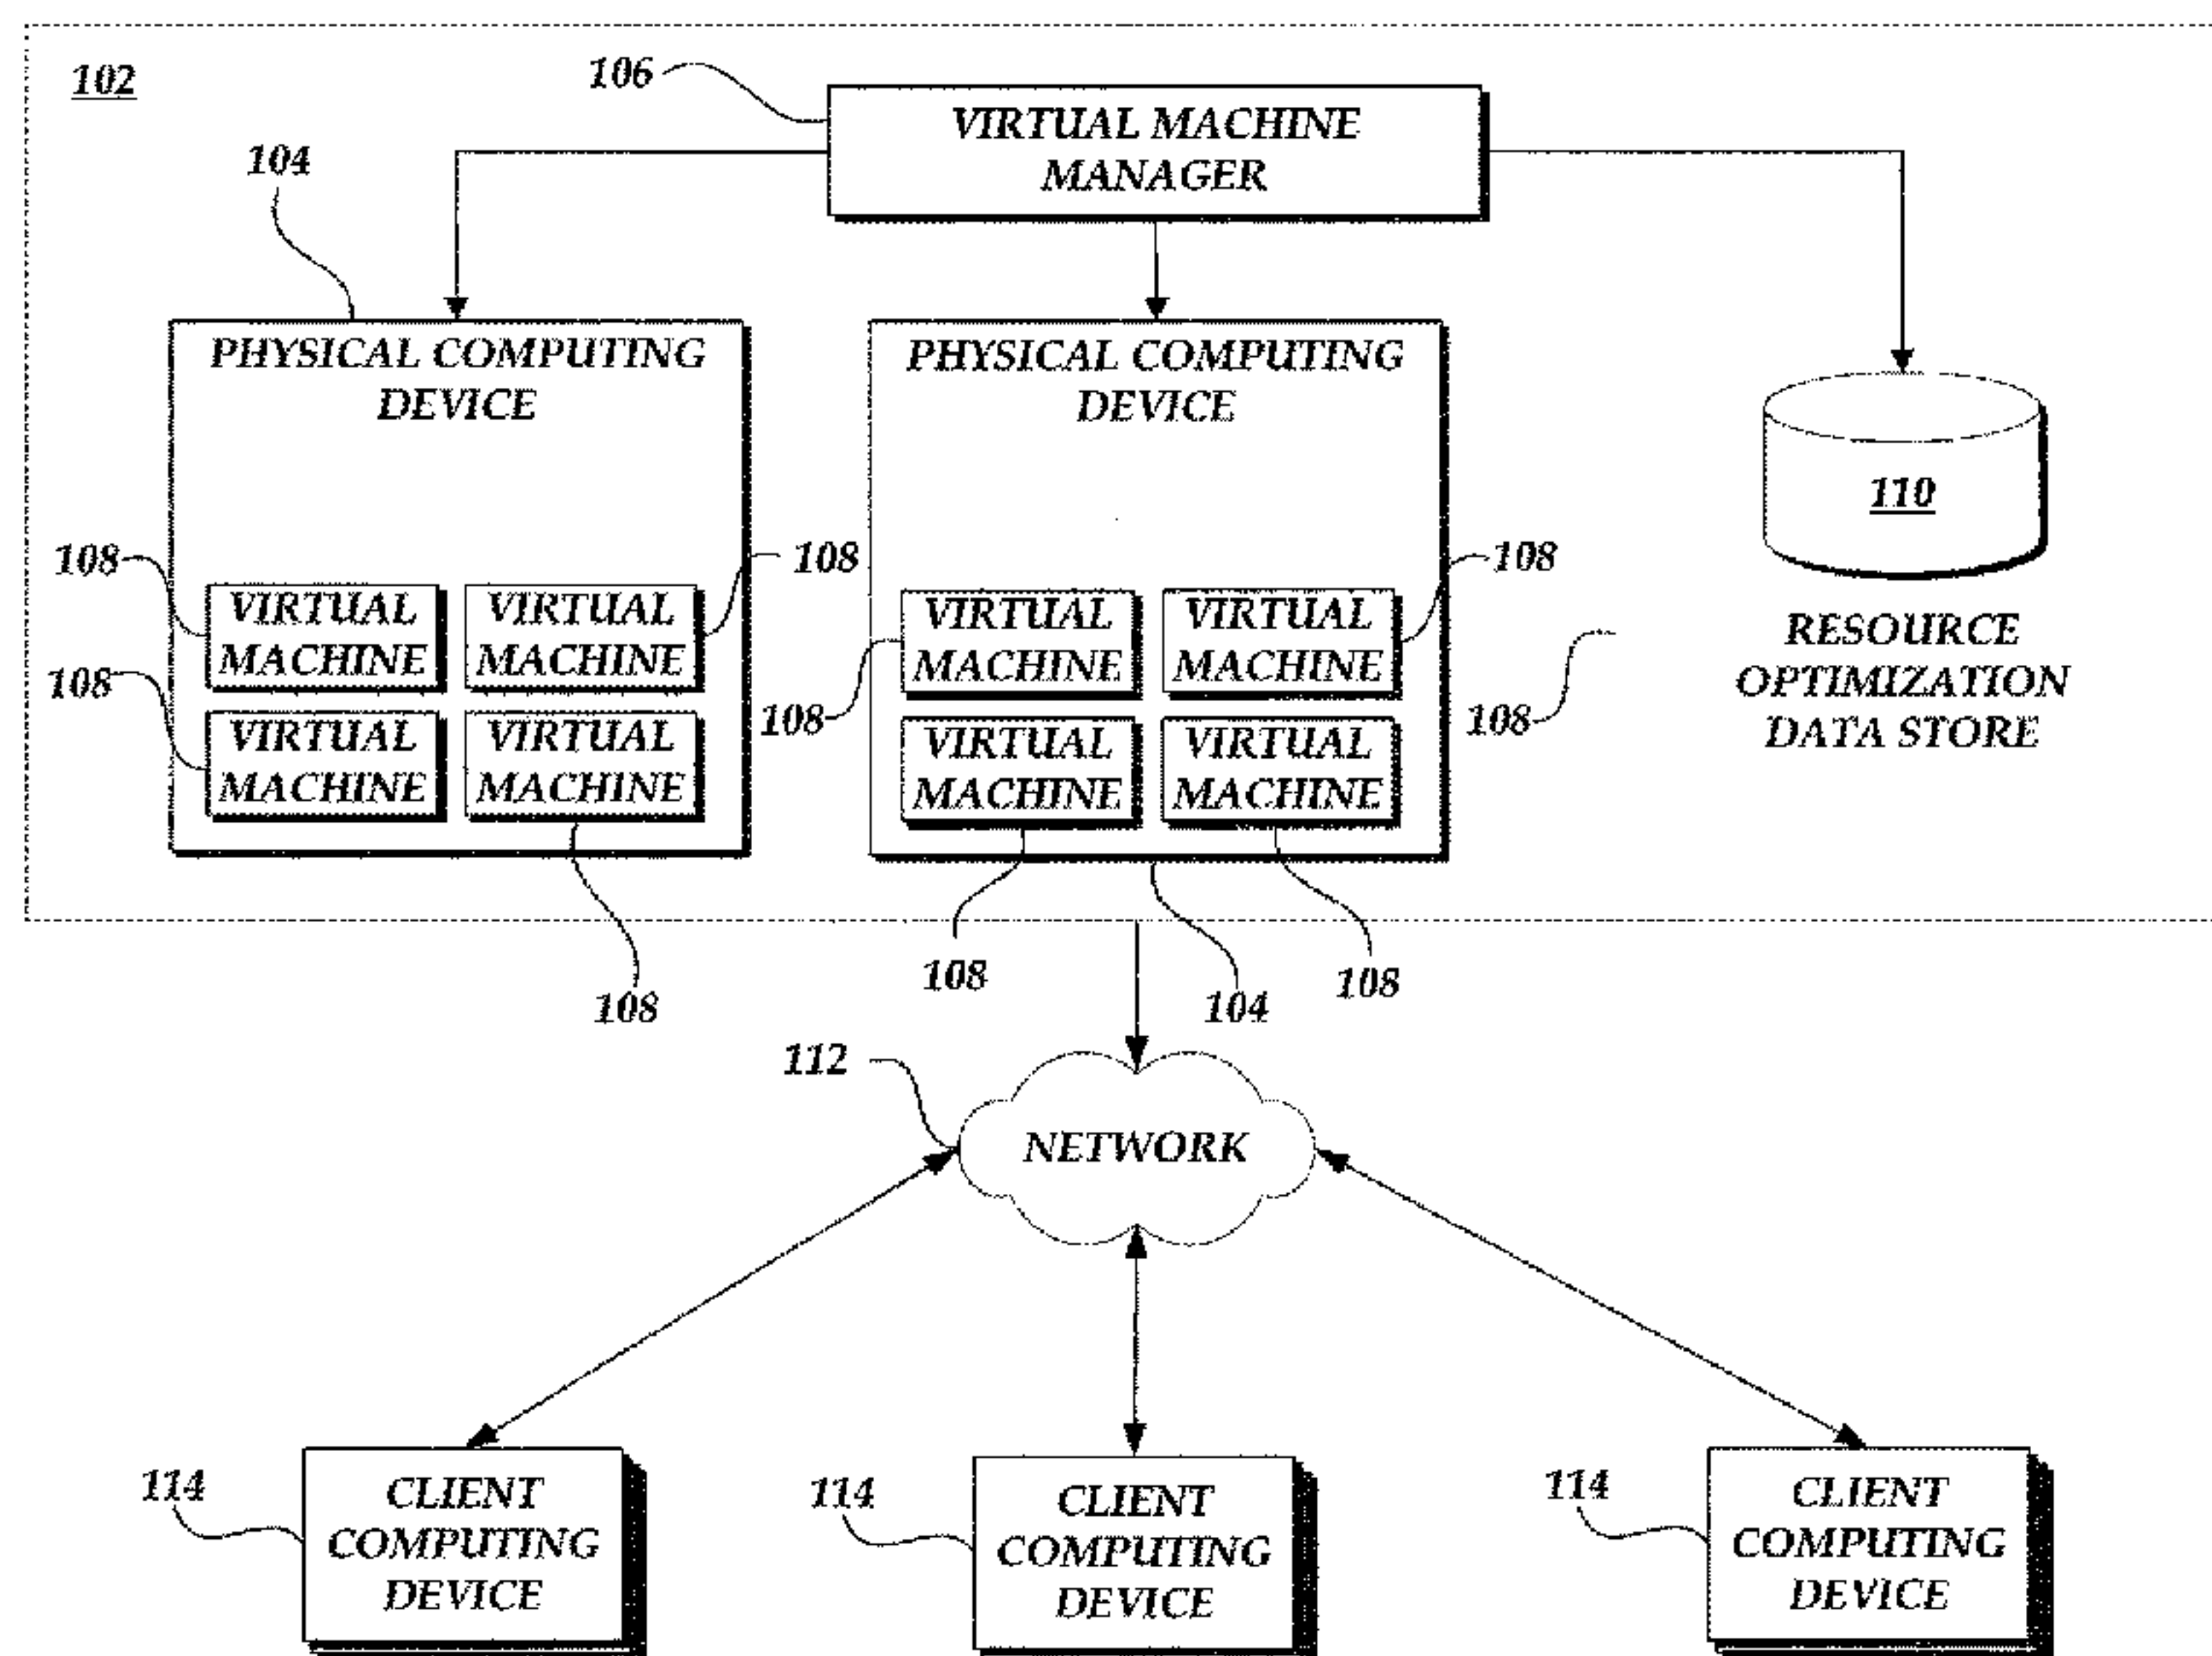 102
106
VIRTUAL MACHINE
MANAGER
104
PHYSICAL COMPUTING
DEVICE
PHYSICAL COMPUTING
DEVICE
110
108
VIRTUAL
MACHINE
VIRTUAL
MACHINE
108
108
VIRTUAL
MACHINE
VIRTUAL
MACHINE
108
VIRTUAL
MACHINE
VIRTUAL
MACHINE
108
108
VIRTUAL
MACHINE
VIRTUAL
MACHINE
108
RESOURCE
OPTIMIZATION
DATA STORE
108
108
104
108
112
NETWORK
114
CLIENT
COMPUTING
DEVICE
114
CLIENT
COMPUTING
DEVICE
114
CLIENT
COMPUTING
DEVICE